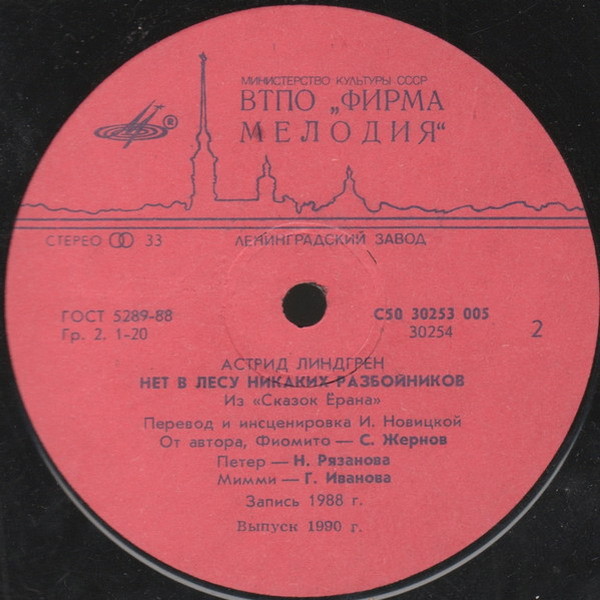 МИНИСТЕРСТВО КУЛЬТУРЫ СССР
ВТПО „ФИРМА
МЕЛОДИЯ“
®
СТЕРЕО 33
ЛЕНИНГРАДСКИЙ ЗАВОД
ГОСТ 5289-88
С50 30253 005
Гр. 2. 1-20
30254
2
АСТРИД ЛИНДГРЕН
НЕТ В ЛЕСУ НИКАКИХ РАЗБОЙНИКОВ
Из «Сказок Ёрана»
Перевод и инсценировка И. Новицкой
От автора, Фиомито — С. Жернов
Петер — Н. Рязанова
Мимми — Г. Иванова
Запись 1988 г.
Выпуск 1990 г.